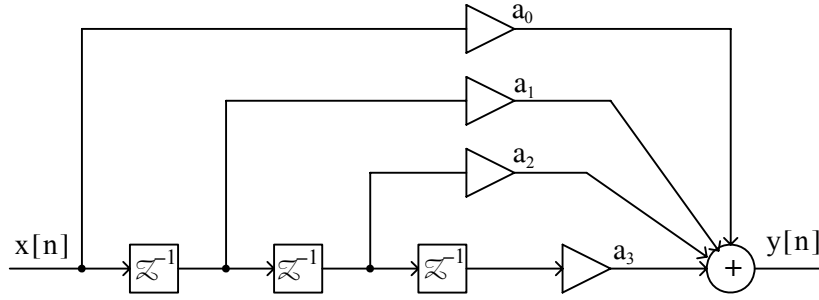 a₀
a₁
a₂
x[n]
Z⁻¹
Z⁻¹
Z⁻¹
a₃
+
y[n]